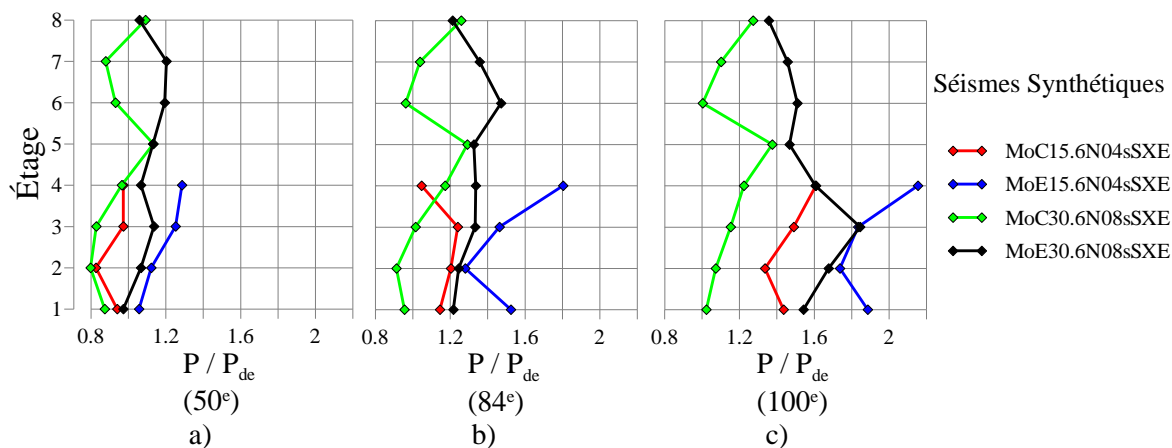 8
7
6
5
4
3
2
1
Étage
0.8 1.2 1.6 2
P / Pde
(50e)
a)
0.8 1.2 1.6 2
P / Pde
(84e)
b)
0.8 1.2 1.6 2
P / Pde
(100e)
c)
Séismes Synthétiques
MoC15.6N04sSXE
MoE15.6N04sSXE
MoC30.6N08sSXE
MoE30.6N08sSXE